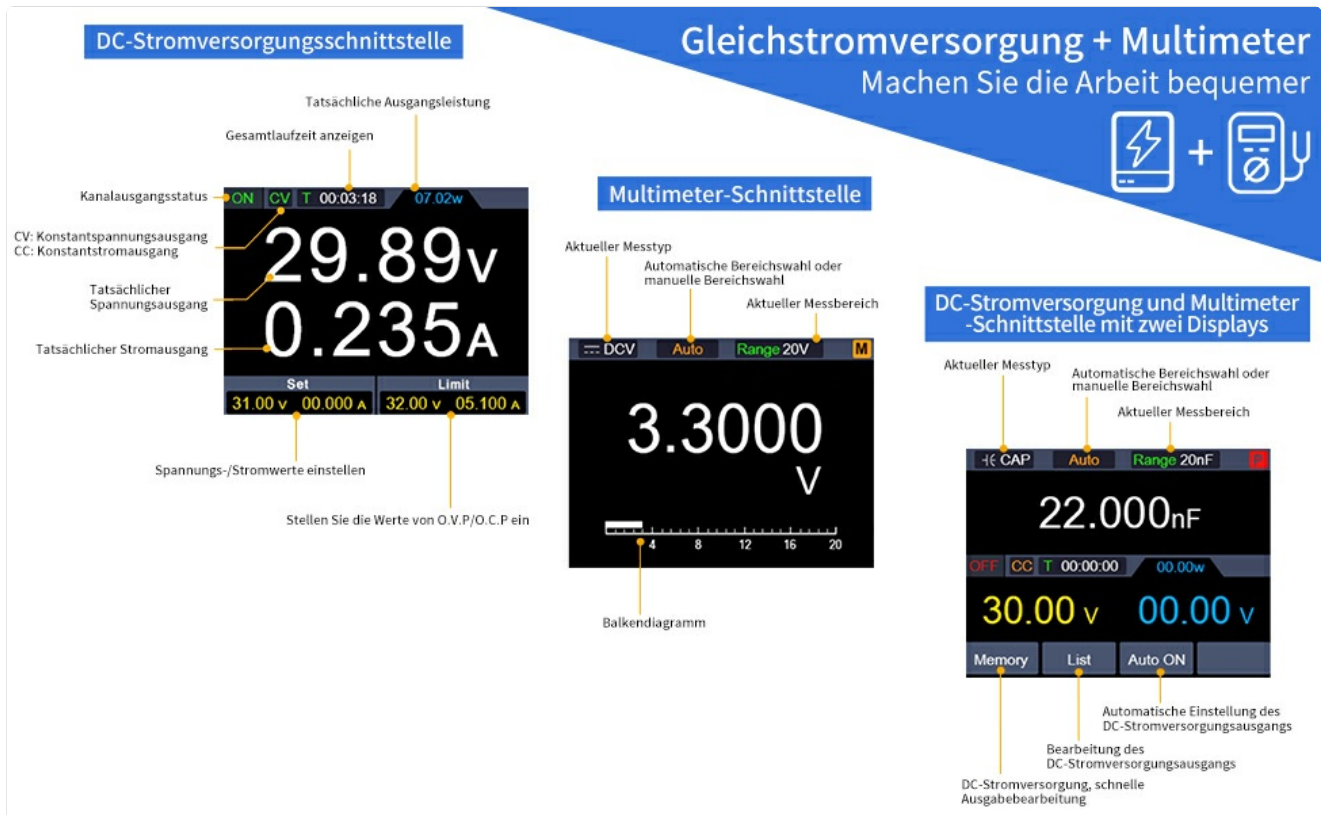 DC-Stromversorgungsschnittstelle
Gleichstromversorgung + Multimeter
Machen Sie die Arbeit bequemer
+
Tatsächliche Ausgangsleistung
Gesamtlaufzeit anzeigen
Kanalausgangsstatus
CV: Konstantspannungsausgang
CC: Konstantstromausgang
Tatsächlicher
Spannungsausgang
Tatsächlicher Stromausgang
ON CV T 00:03:18 07.02w
29.89v
0.235A
Set Limit
31.00 v 00.000 A 32.00 v 05.100 A
Spannungs-/Stromwerte einstellen
Stellen Sie die Werte von O.V.P/O.C.P ein
Multimeter-Schnittstelle
Aktueller Messtyp
Automatische Bereichswahl oder
manuelle Bereichswahl
Aktueller Messbereich
DCV Auto Range 20V M
3.3000
V
4 8 12 16 20
Balkendiagramm
DC-Stromversorgung und Multimeter
-Schnittstelle mit zwei Displays
Aktueller Messtyp
Automatische Bereichswahl oder
manuelle Bereichswahl
Aktueller Messbereich
CAP Auto Range 20nF P
22.000nF
OFF CC T 00:00:00 00.00w
30.00 v 00.00 v
Memory List Auto ON
Automatische Einstellung des
DC-Stromversorgungsausgangs
Bearbeitung des
DC-Stromversorgungsausgangs
DC-Stromversorgung, schnelle
Ausgabebearbeitung